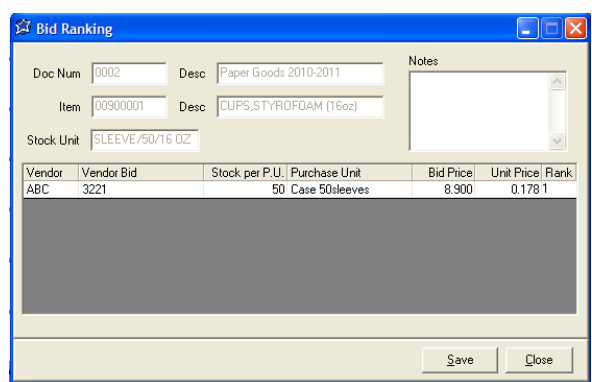 Bid Ranking
Notes
Doc Num 0002 Desc Paper Goods 2010-2011
Item 00900001 Desc CUPS,STYROFOAM (16oz)
Stock Unit SLEEVE/50/16 OZ
Vendor Vendor Bid Stock per P.U. Purchase Unit Bid Price Unit Price Rank
ABC 3221 50 Case 50sleeves 8.900 0.178 1
Save Close